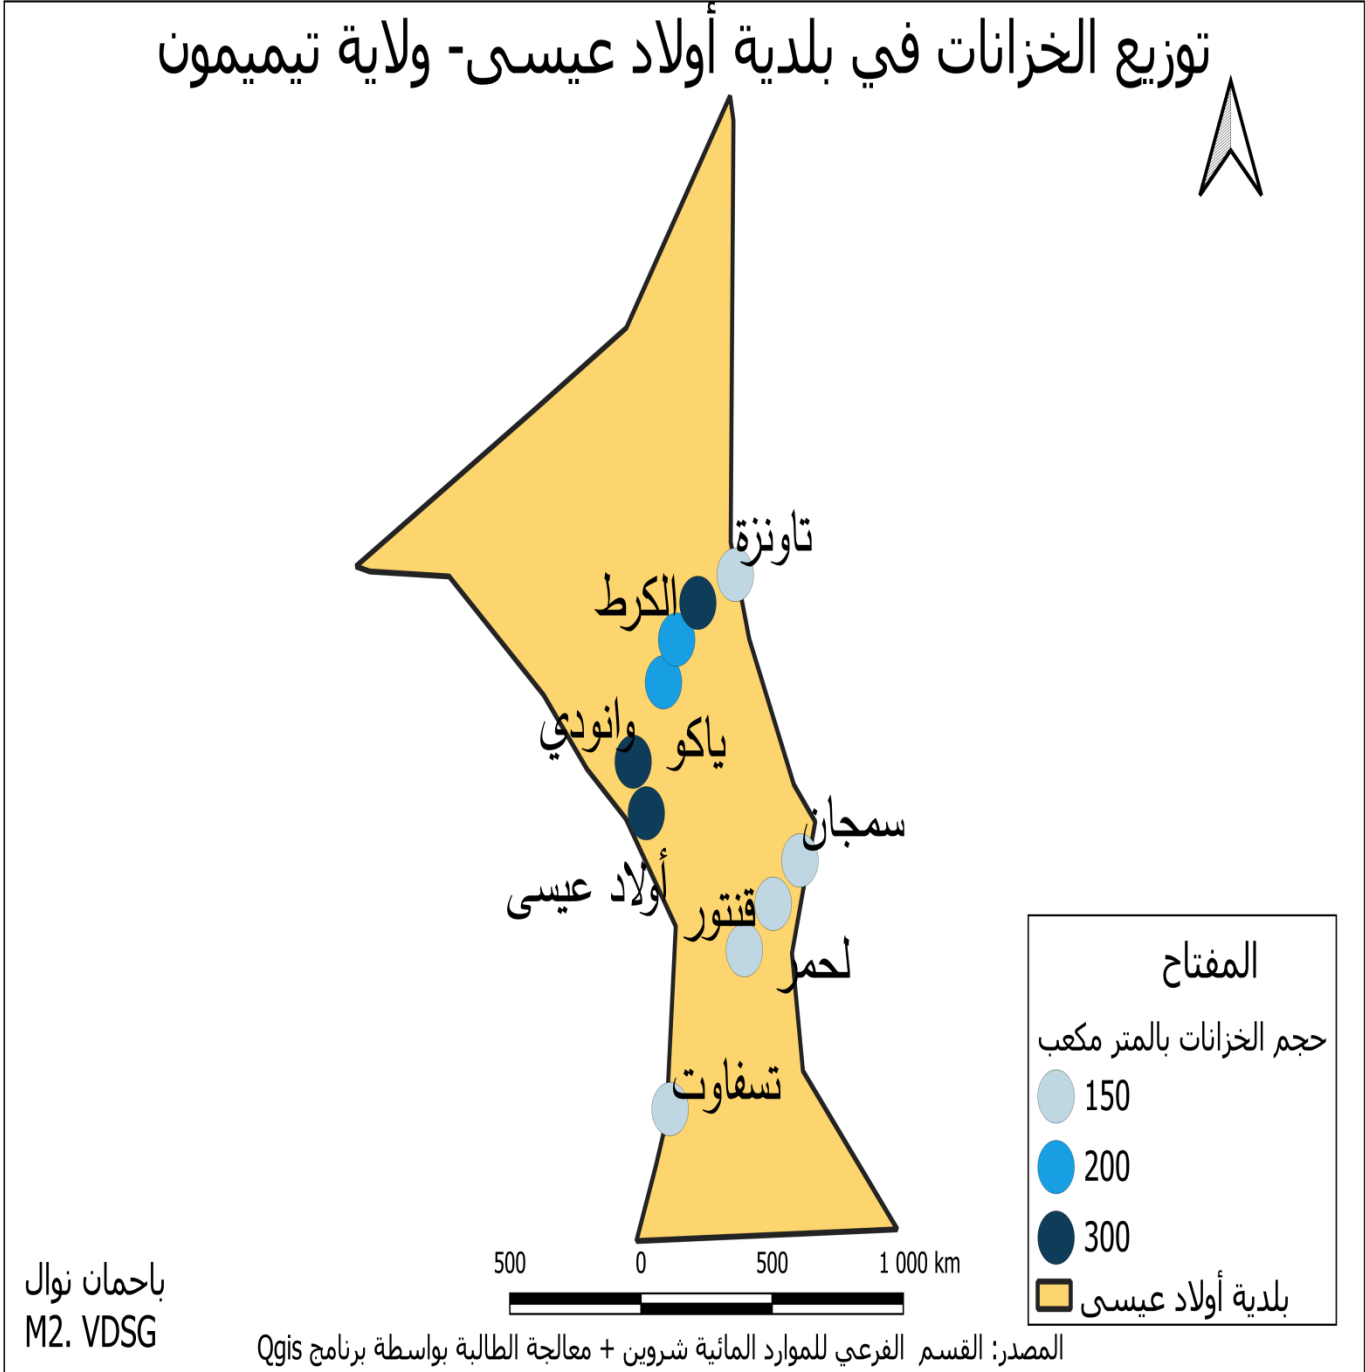 توزيع الخزانات في بلدية أولاد عيسى- ولاية تيميمون
تاونزة
الكرط
وانودي
ياكو
سمجان
أولاد عيسى
قنتور
لحمر
تسفاوت
المفتاح
حجم الخزانات بالمتر مكعب
150
200
300
بلدية أولاد عيسى
500 0 500 1 000 km
باحمان نوال
M2. VDSG
المصدر: القسم الفرعي للموارد المائية شروين + معالجة الطالبة بواسطة برنامج Qgis